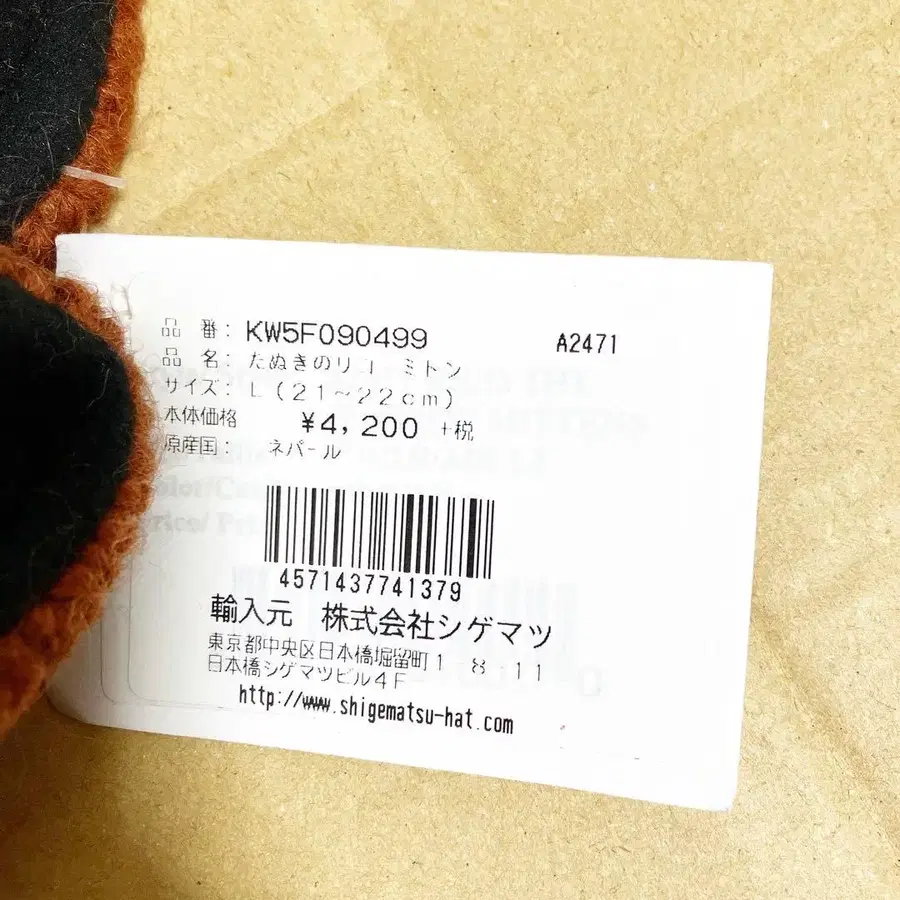 品 番: KW5F090499 A2471
品 名: たぬきのリコ ミトン
サイズ: L(21~22cm)
本体価格 ¥4,200 +税
原産国: ネパール
4571437741379
輸入元 株式会社シゲマツ
東京都中央区日本橋堀留町1 8 11
日本橋シゲマツビル4F
http://www.shigematsu-hat.com